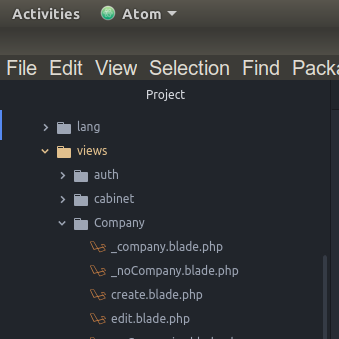 Activities Atom
File Edit View Selection Find Packa
Project
lang
views
auth
cabinet
Company
_company.blade.php
_noCompany.blade.php
create.blade.php
edit.blade.php